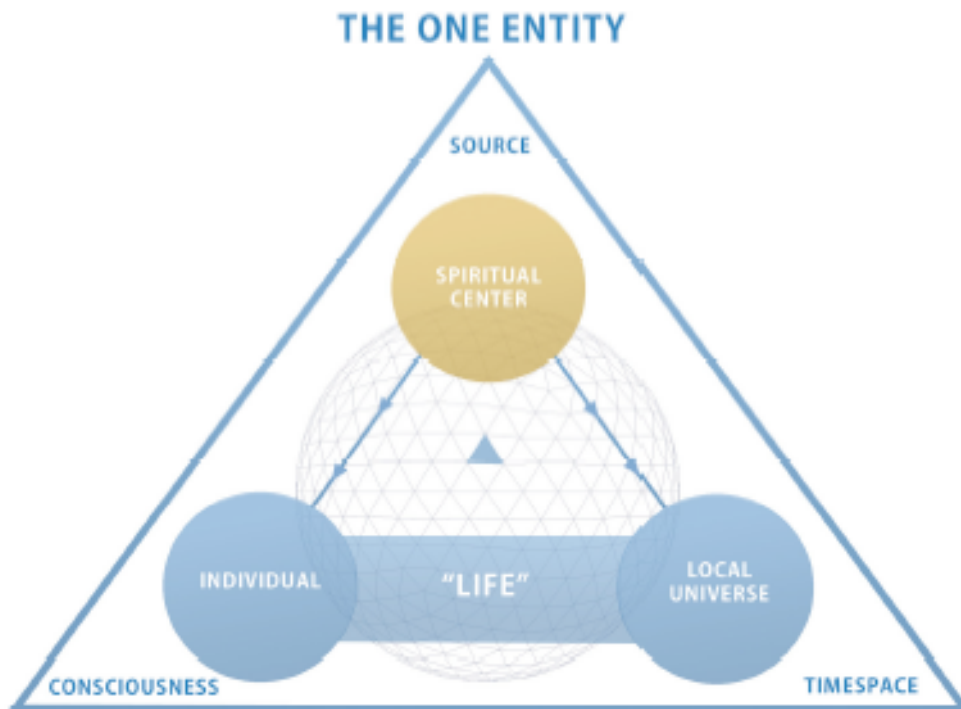 THE ONE ENTITY
SOURCE
SPIRITUAL
CENTER
INDIVIDUAL
"LIFE"
LOCAL
UNIVERSE
CONSCIOUSNESS
TIMESPACE